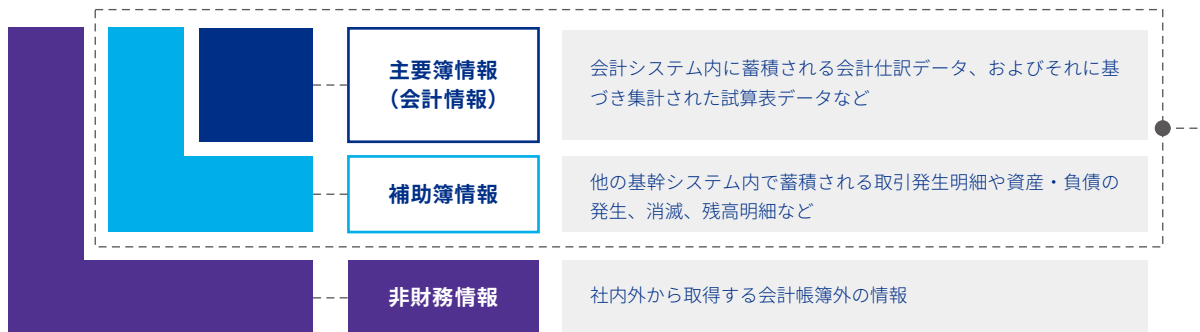 主要簿情報
（会計情報）
会計システム内に蓄積される会計仕訳データ、およびそれに基
づき集計された試算表データなど
補助簿情報
他の基幹システム内で蓄積される取引発生明細や資産・負債の
発生、消滅、残高明細など
非財務情報
社内外から取得する会計帳簿外の情報